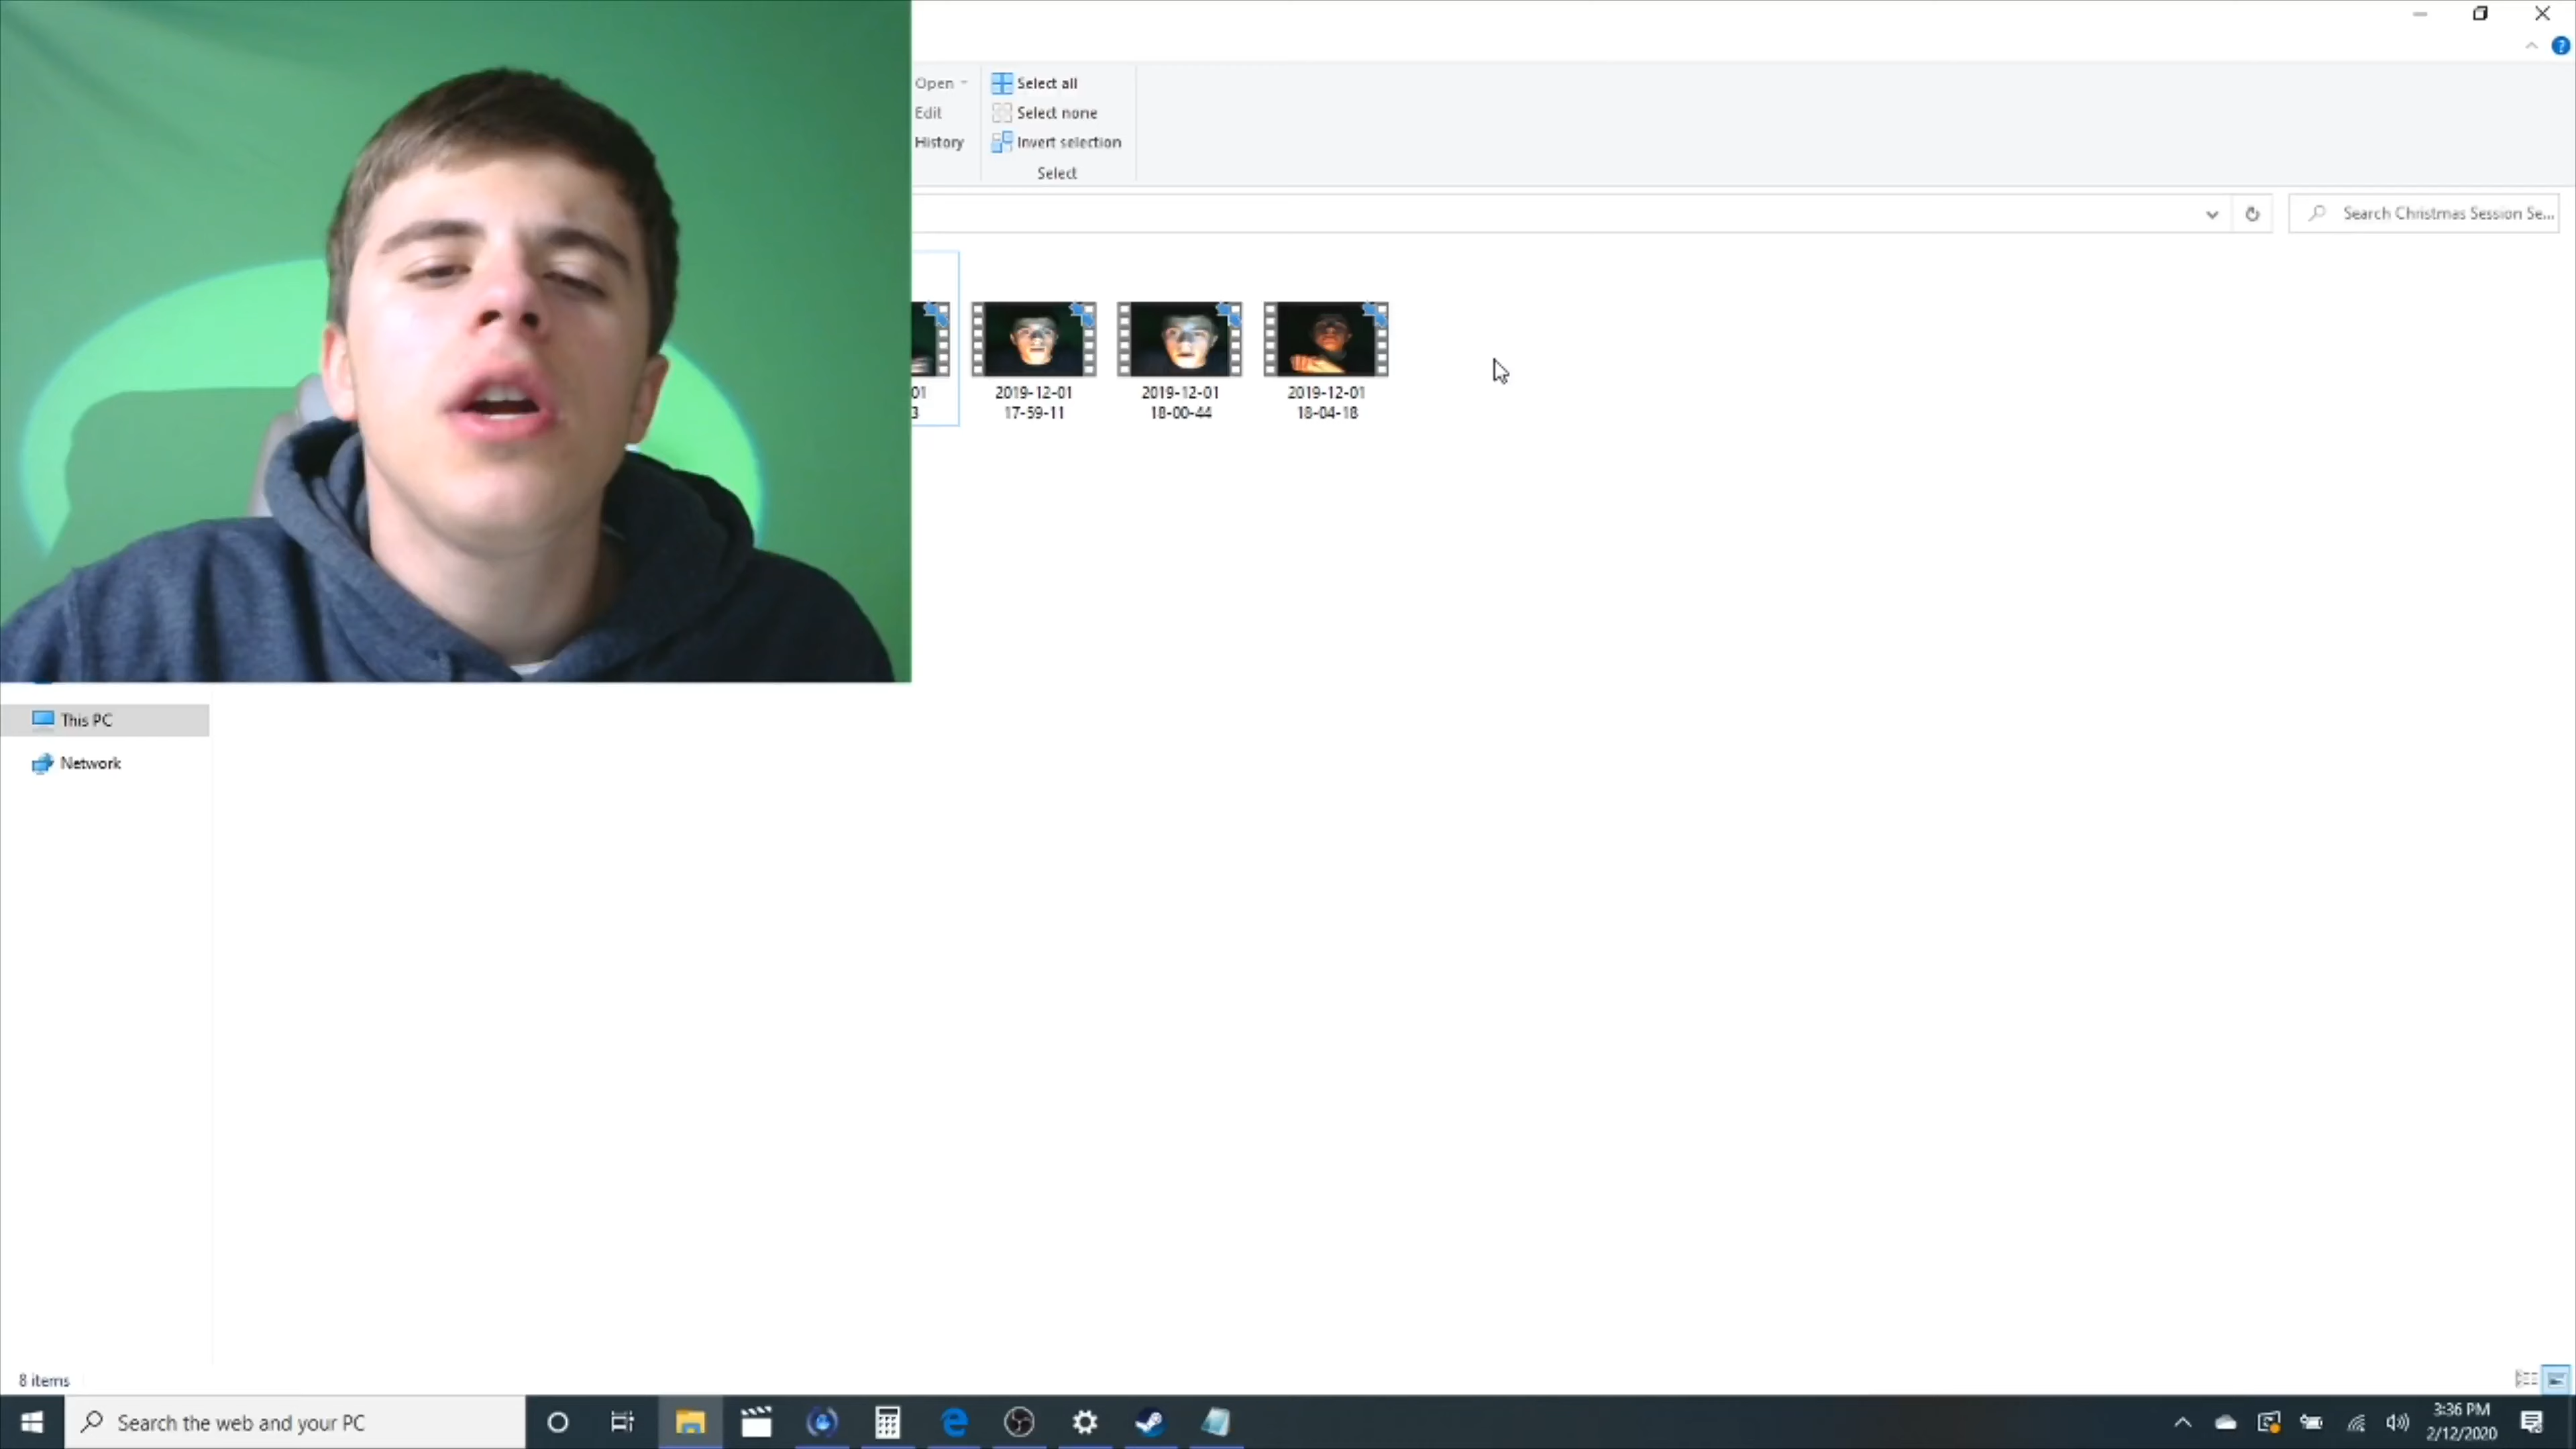 Open
Select all
Edit
Select none
History
Invert selection
Select
Search Christmas Session Se...
01
3
2019-12-01
17-59-11
2019-12-01
18-00-44
2019-12-01
18-04-18
This PC
Network
8 items
Search the web and your PC
3:36 PM
2/12/2020